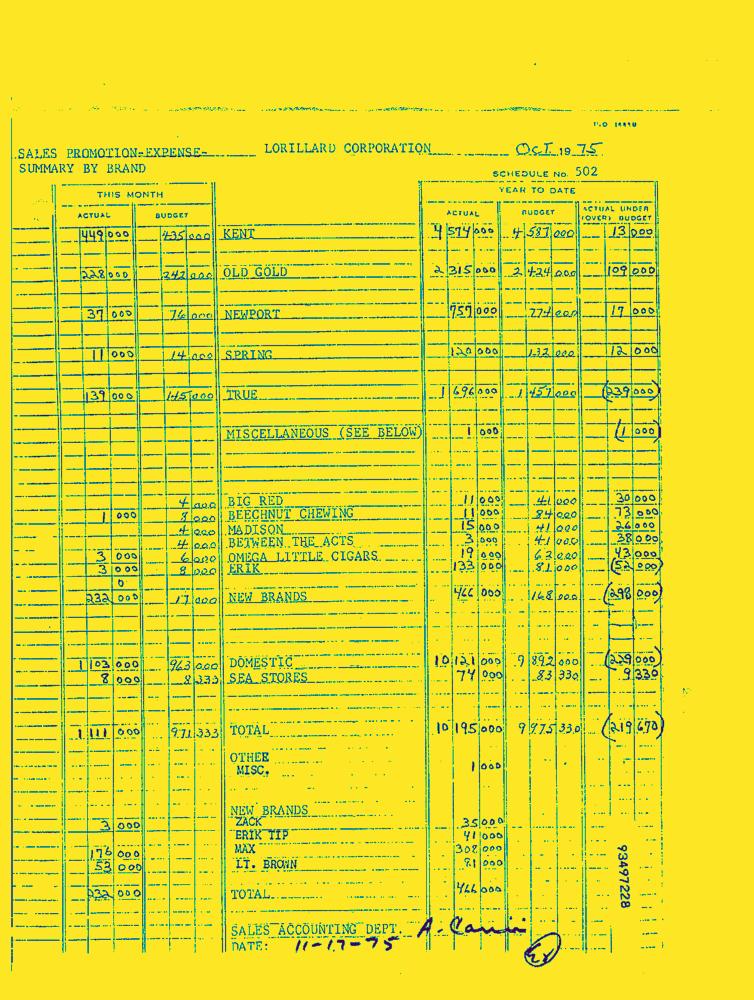 SALES PROMOTION-EXPENSE- LORILLARD CORPORATION OCT. 19 75
SUMMARY BY BRAND SCHEDULE No. 502
THIS MONTH YEAR TO DATE
ACTUAL BUDGET ACTUAL BUDGET ACTUAL UNDER (OVER) BUDGET
449 000 435 000 KENT 4 574 000 4 587 000 13 000
228 000 242 000 OLD GOLD 2 315 000 2 424 000 109 000
37 000 76 000 NEWPORT 757 000 774 000 17 000
11 000 14 000 SPRING 120 000 132 000 12 000
139 000 145 000 TRUE 1 696 000 1 457 000 (239 000)
MISCELLANEOUS (SEE BELOW) 1 000 (1 000)
4 000 BIG RED 11 000 41 000 30 000
1 000 8 000 BEECHNUT CHEWING 11 000 84 000 73 000
4 000 MADISON 15 000 41 000 26 000
4 000 BETWEEN THE ACTS 3 000 41 000 38 000
3 000 6 000 OMEGA LITTLE CIGARS 19 000 62 000 43 000
3 000 8 000 ERIK 133 000 81 000 (52 000)
0
232 000 17 000 NEW BRANDS 466 000 168 000 (298 000)
1 103 000 963 000 DOMESTIC 10 121 000 9 892 000 (229 000)
8 000 8 333 SEA STORES 74 000 83 330 9 330
1 111 000 971 333 TOTAL 10 195 000 9 975 330 (219 670)
OTHER
MISC. 1 000
NEW BRANDS
3 000 ZACK 35 000
ERIK TIP 41 000
176 000 MAX 308 000
53 000 LT. BROWN 81 000
232 000 TOTAL 466 000
93497228
SALES ACCOUNTING DEPT. A.
DATE: 11-17-75